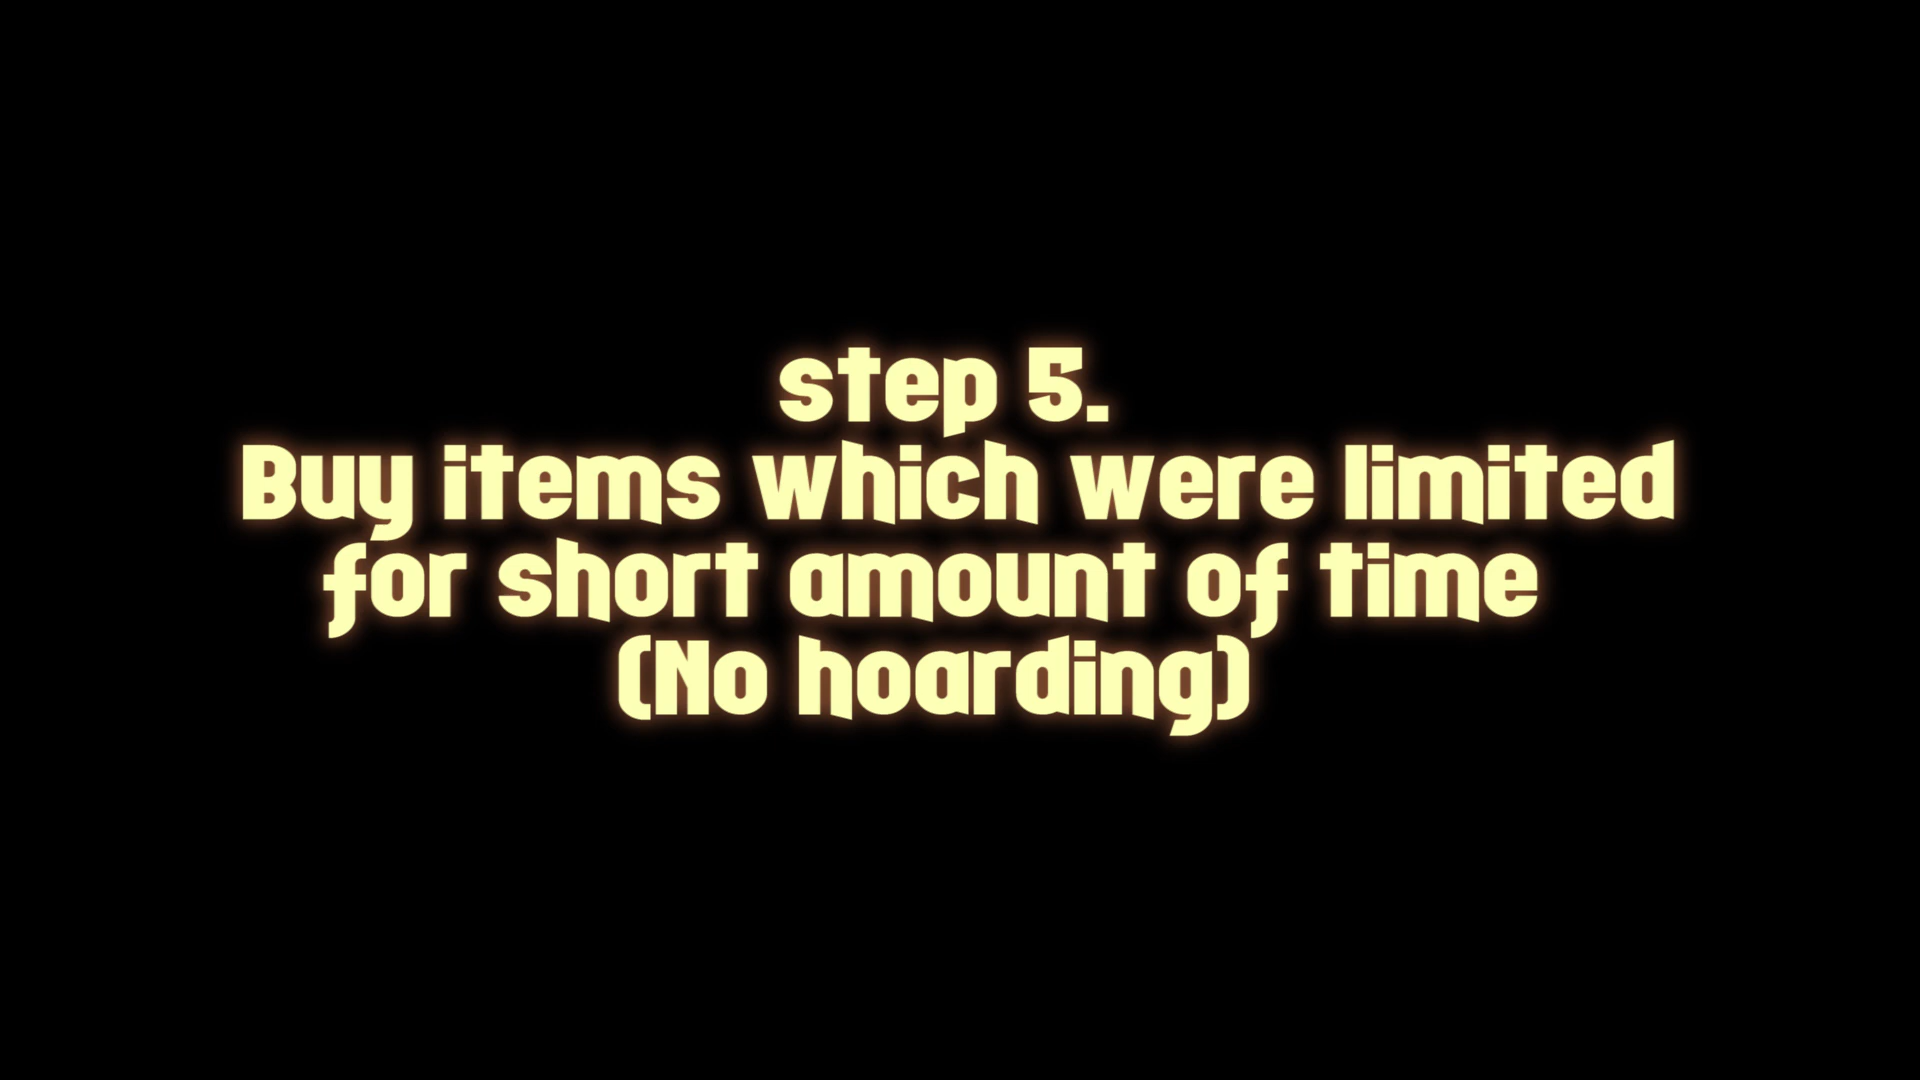 step 5.
Buy items which were limited
for short amount of time
(No hoarding)